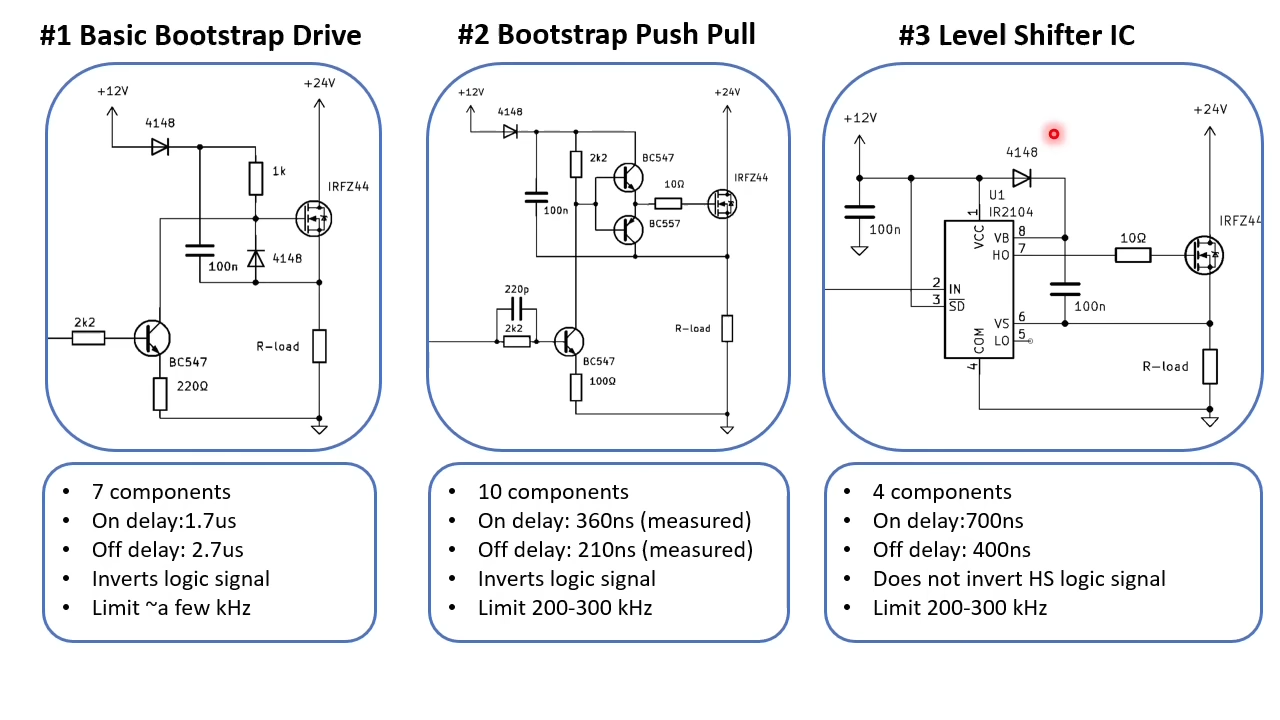 #1 Basic Bootstrap Drive
+12V
+24V
4148
1k
IRFZ44
100n
4148
2k2
BC547
220Ω
R-load
7 components
On delay:1.7us
Off delay: 2.7us
Inverts logic signal
Limit ~a few kHz
#2 Bootstrap Push Pull
+12V
+24V
4148
2k2
BC547
10Ω
IRFZ44
100n
BC557
220p
2k2
BC547
100Ω
R-load
10 components
On delay: 360ns (measured)
Off delay: 210ns (measured)
Inverts logic signal
Limit 200-300 kHz
#3 Level Shifter IC
+12V
+24V
4148
U1
IR2104
100n
1
VCC
VB 8
HO 7
10Ω
IRFZ44
2 IN
3 SD
100n
VS 6
LO 5
COM
4
R-load
4 components
On delay:700ns
Off delay: 400ns
Does not invert HS logic signal
Limit 200-300 kHz